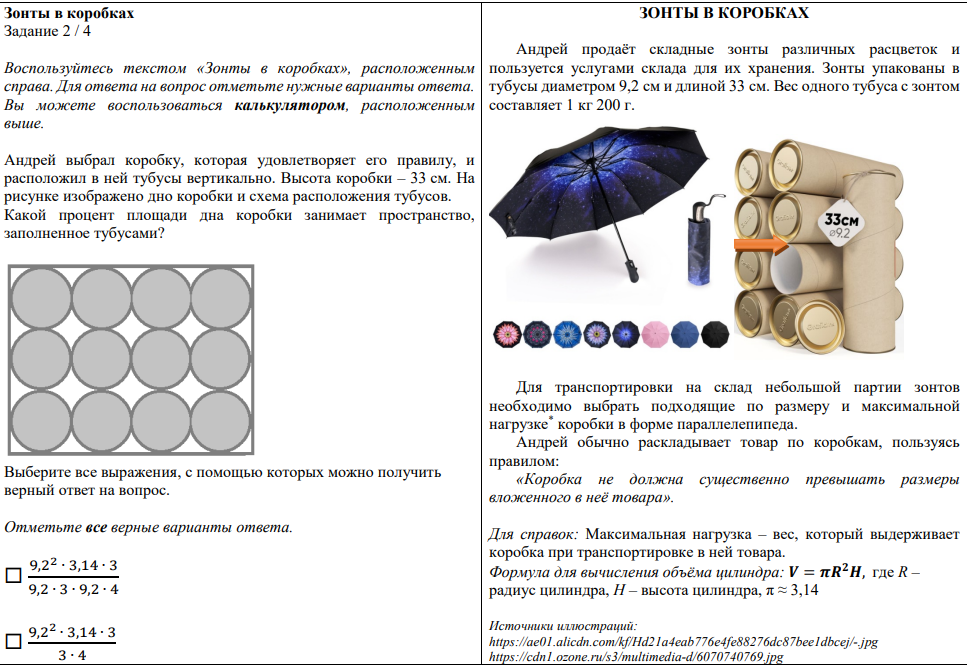 Зонты в коробках
Задание 2 / 4
Воспользуйтесь текстом «Зонты в коробках», расположенным
справа. Для ответа на вопрос отметьте нужные варианты ответа.
Вы можете воспользоваться калькулятором, расположенным
выше.
Андрей выбрал коробку, которая удовлетворяет его правилу, и
расположил в ней тубусы вертикально. Высота коробки – 33 см. На
рисунке изображено дно коробки и схема расположения тубусов.
Какой процент площади дна коробки занимает пространство,
заполненное тубусами?
Выберите все выражения, с помощью которых можно получить
верный ответ на вопрос.
Отметьте все верные варианты ответа.
9,2² · 3,14 · 3
9,2 · 3 · 9,2 · 4
9,2² · 3,14 · 3
3 · 4
ЗОНТЫ В КОРОБКАХ
Андрей продаёт складные зонты различных расцветок и
пользуется услугами склада для их хранения. Зонты упакованы в
тубусы диаметром 9,2 см и длиной 33 см. Вес одного тубуса с зонтом
составляет 1 кг 200 г.
33см
⌀9.2
Для транспортировки на склад небольшой партии зонтов
необходимо выбрать подходящие по размеру и максимальной
нагрузке* коробки в форме параллелепипеда.
Андрей обычно раскладывает товар по коробкам, пользуясь
правилом:
«Коробка не должна существенно превышать размеры
вложенного в неё товара».
Для справок: Максимальная нагрузка – вес, который выдерживает
коробка при транспортировке в ней товара.
Формула для вычисления объёма цилиндра: V = πR²H, где R –
радиус цилиндра, H – высота цилиндра, π ≈ 3,14
Источники иллюстраций:
https://ae01.alicdn.com/kf/Hd21a4eab776e4fe88276dc87bee1dbcej/-.jpg
https://cdn1.ozone.ru/s3/multimedia-d/6070740769.jpg